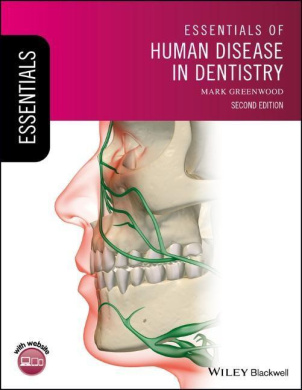 ESSENTIALS
ESSENTIALS OF
HUMAN DISEASE
IN DENTISTRY
MARK GREENWOOD
SECOND EDITION
with website
WILEY Blackwell